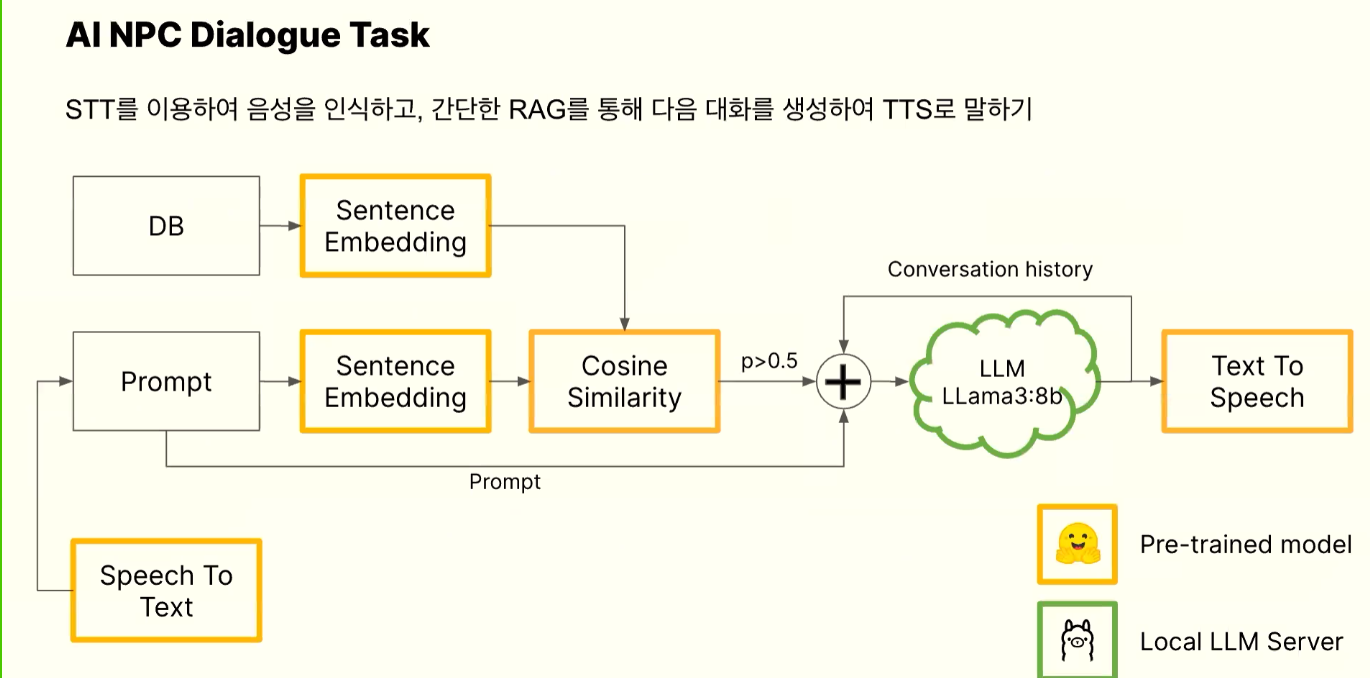 AI NPC Dialogue Task
STT를 이용하여 음성을 인식하고, 간단한 RAG를 통해 다음 대화를 생성하여 TTS로 말하기
DB
Sentence
Embedding
Conversation history
Prompt
Sentence
Embedding
Cosine
Similarity
p>0.5
+
LLM
LLama3:8b
Text To
Speech
Prompt
Speech To
Text
Pre-trained model
Local LLM Server